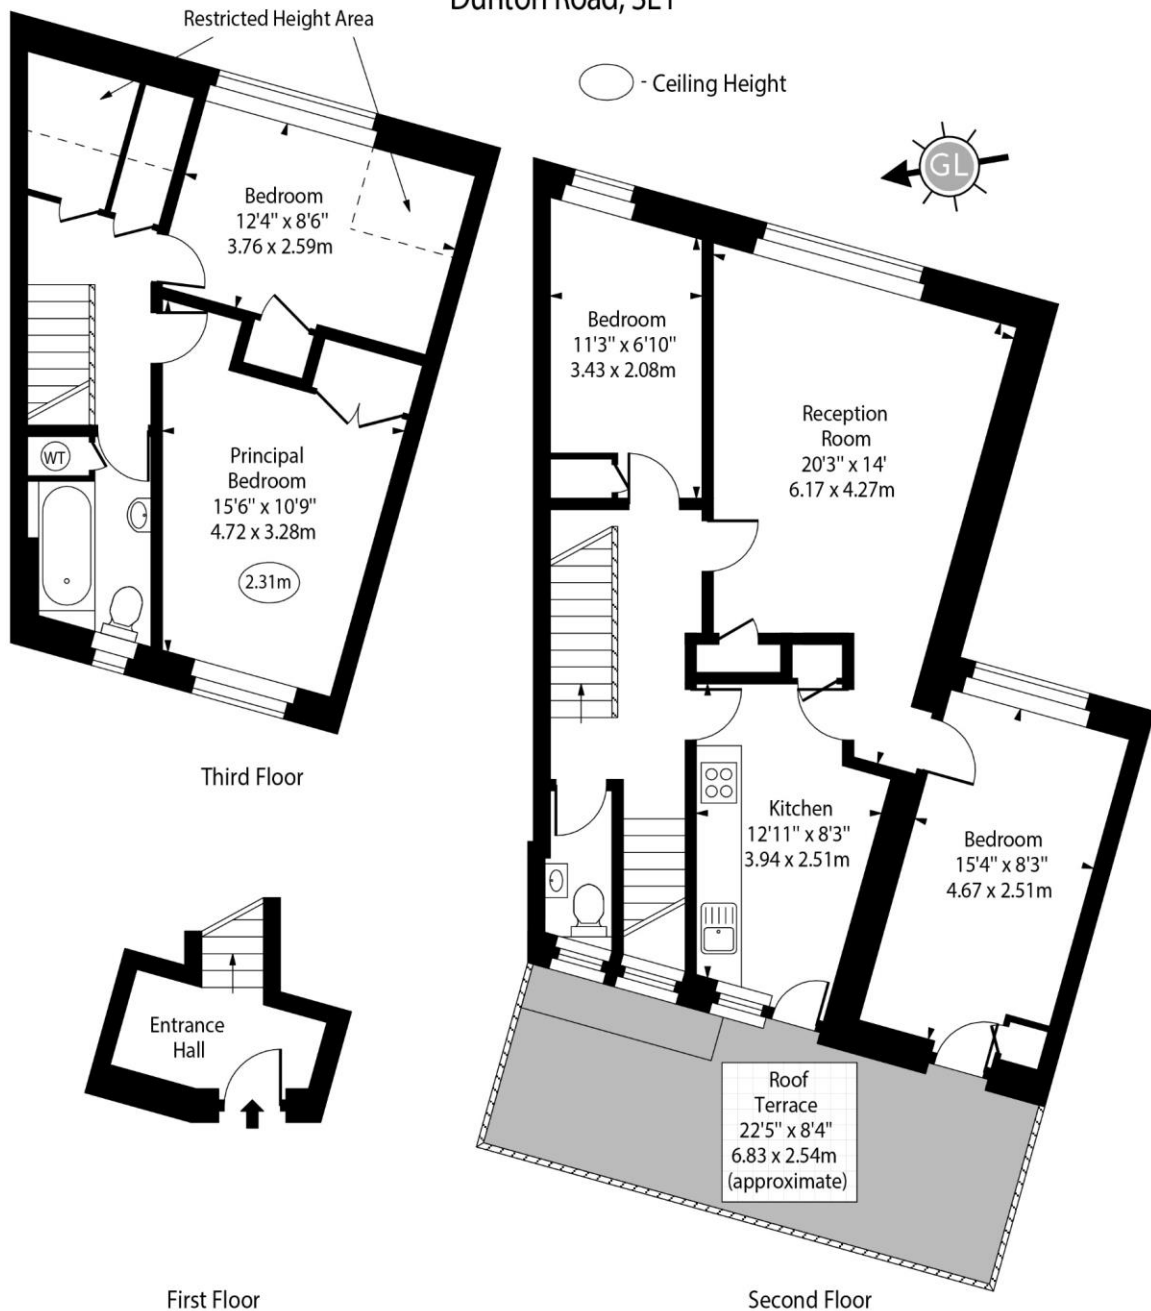 Dunton Road, SE1
Restricted Height Area
- Ceiling Height
GL
Bedroom
12'4" x 8'6"
3.76 x 2.59m
WT
Principal
Bedroom
15'6" x 10'9"
4.72 x 3.28m
2.31m
Third Floor
Bedroom
11'3" x 6'10"
3.43 x 2.08m
Reception
Room
20'3" x 14'
6.17 x 4.27m
Kitchen
12'11" x 8'3"
3.94 x 2.51m
Bedroom
15'4" x 8'3"
4.67 x 2.51m
Entrance
Hall
Roof
Terrace
22'5" x 8'4"
6.83 x 2.54m
(approximate)
First Floor
Second Floor